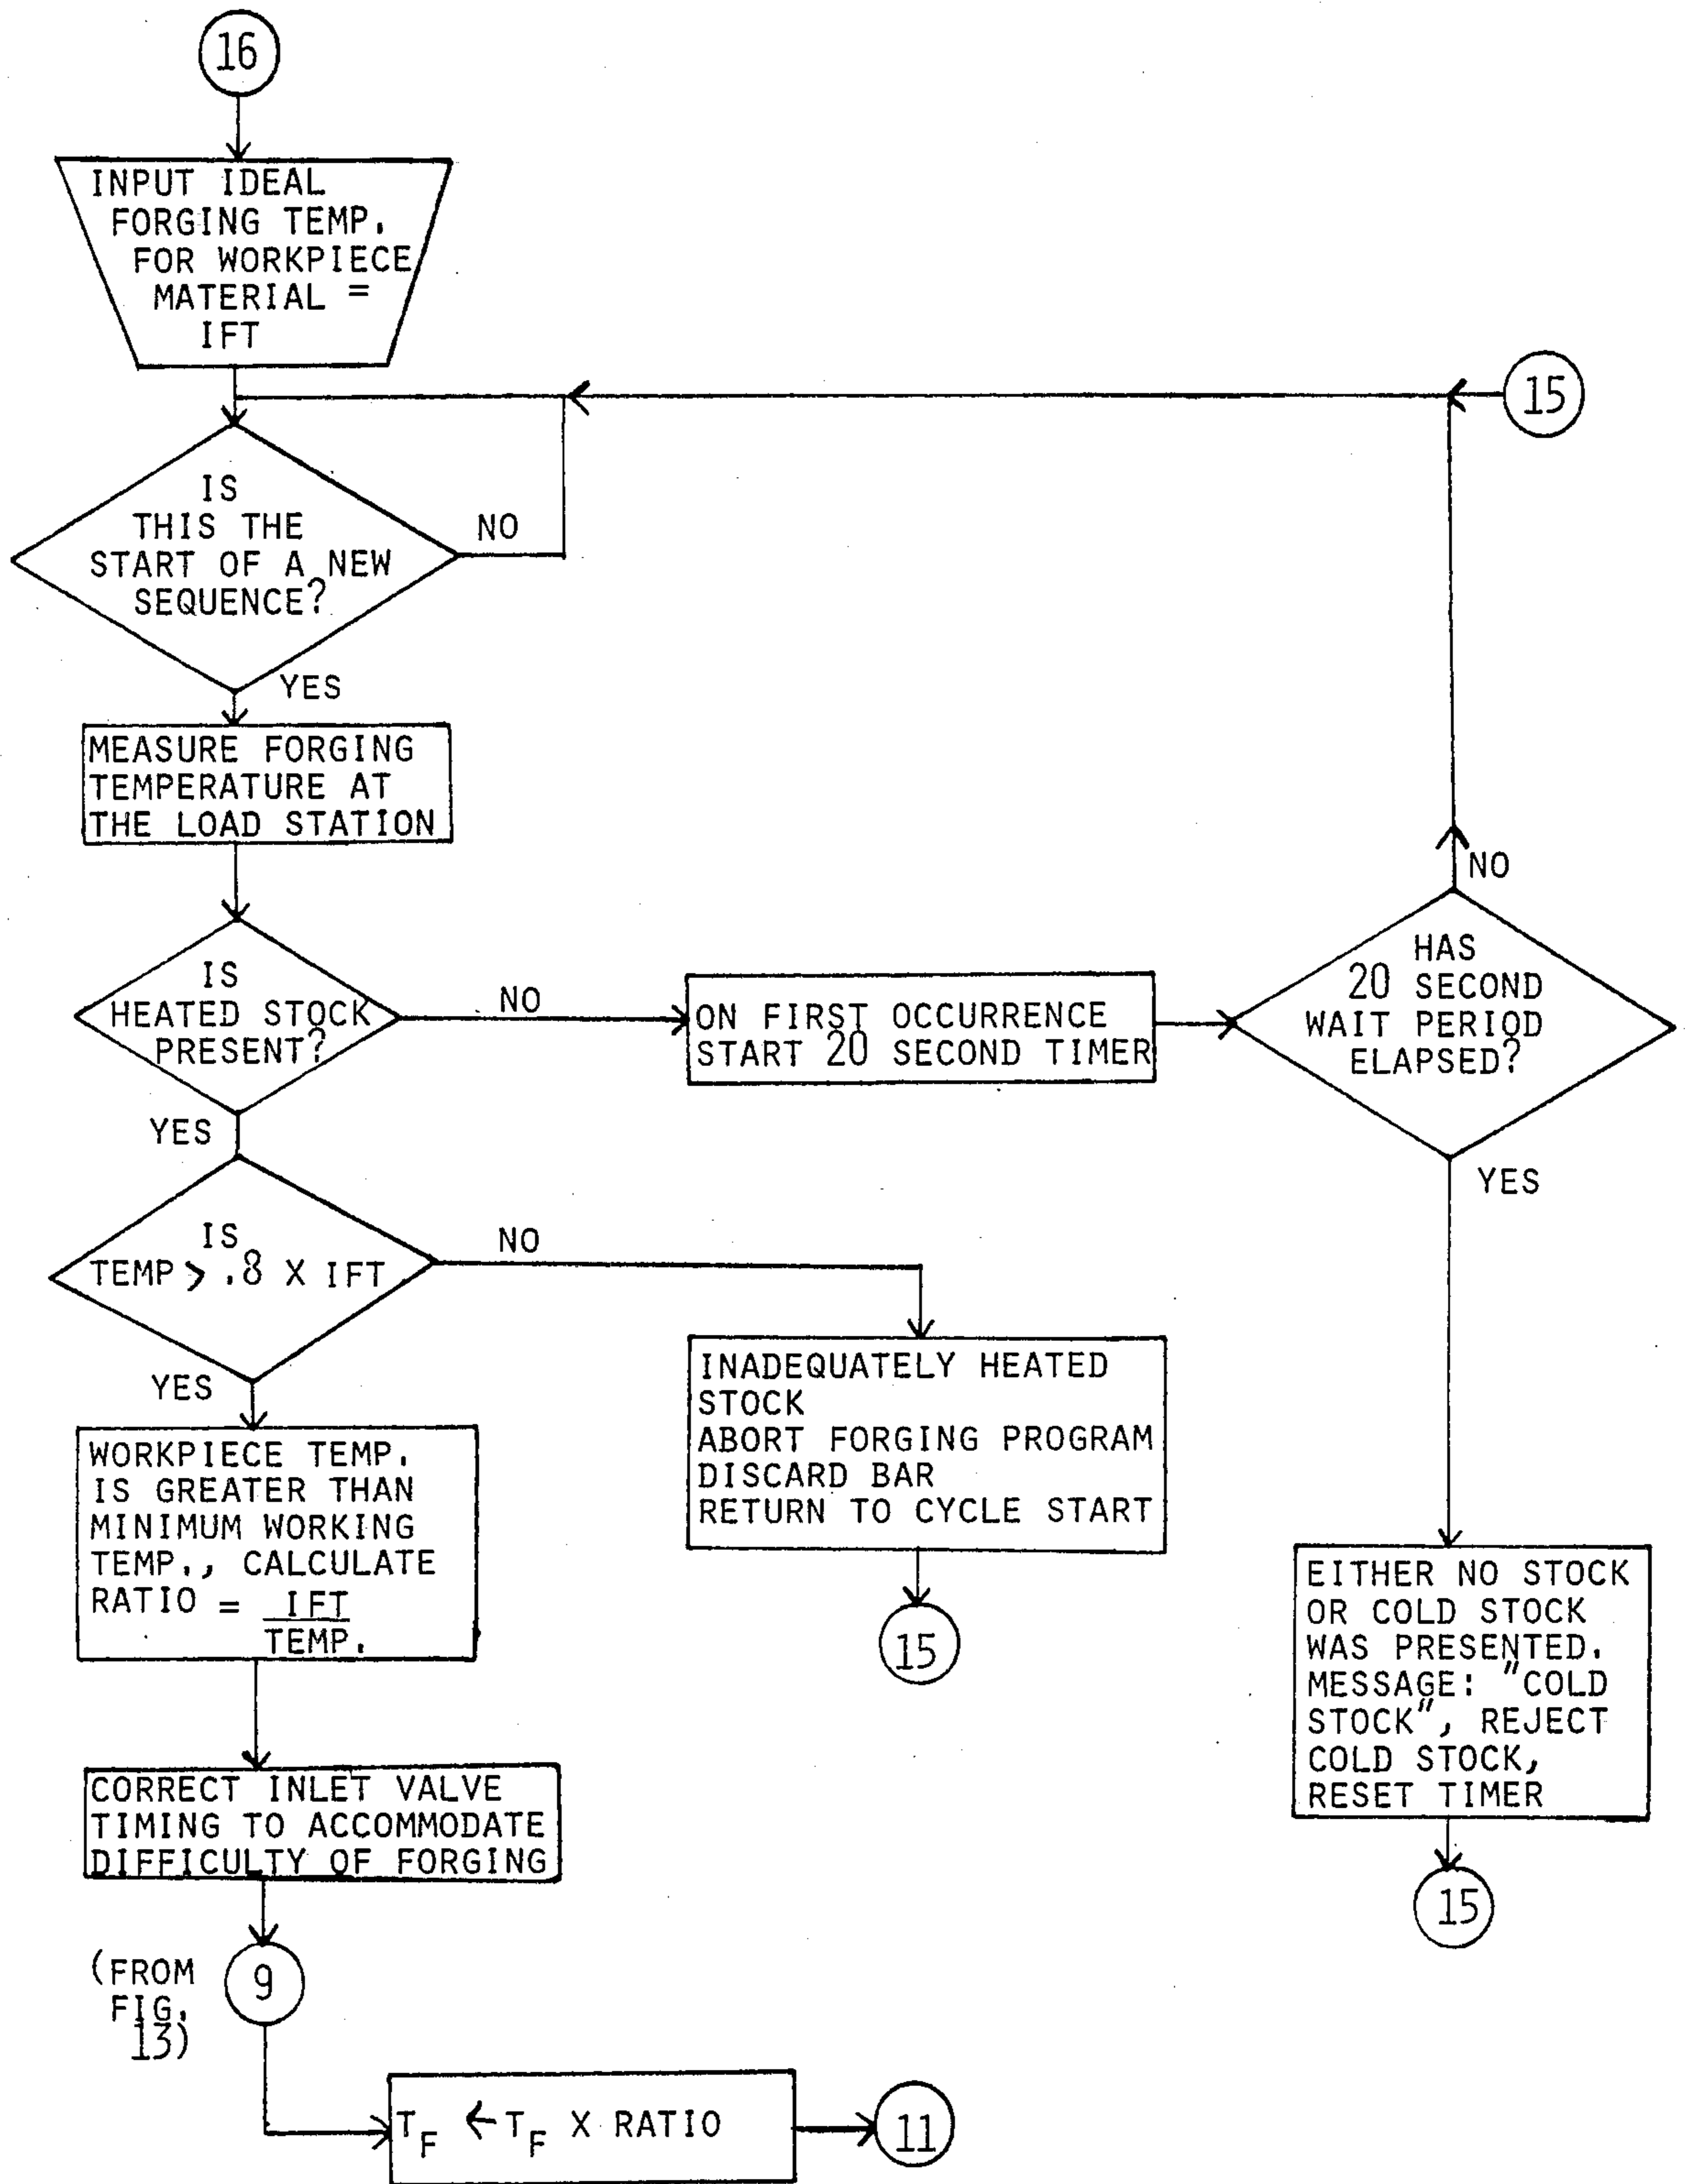 16
INPUT IDEAL
FORGING TEMP.
FOR WORKPIECE
MATERIAL =
IFT
15
IS
THIS THE
START OF A NEW
SEQUENCE?
NO
YES
MEASURE FORGING
TEMPERATURE AT
THE LOAD STATION
IS
HEATED STOCK
PRESENT?
NO
YES
ON FIRST OCCURRENCE
START 20 SECOND TIMER
HAS
20 SECOND
WAIT PERIOD
ELAPSED?
NO
YES
IS
TEMP > .8 X IFT
NO
YES
INADEQUATELY HEATED
STOCK
ABORT FORGING PROGRAM
DISCARD BAR
RETURN TO CYCLE START
15
WORKPIECE TEMP.
IS GREATER THAN
MINIMUM WORKING
TEMP., CALCULATE
RATIO = IFT
TEMP.
EITHER NO STOCK
OR COLD STOCK
WAS PRESENTED.
MESSAGE: "COLD
STOCK", REJECT
COLD STOCK,
RESET TIMER
15
CORRECT INLET VALVE
TIMING TO ACCOMMODATE
DIFFICULTY OF FORGING
(FROM
FIG.
13)
9
T_F ← T_F X RATIO
11